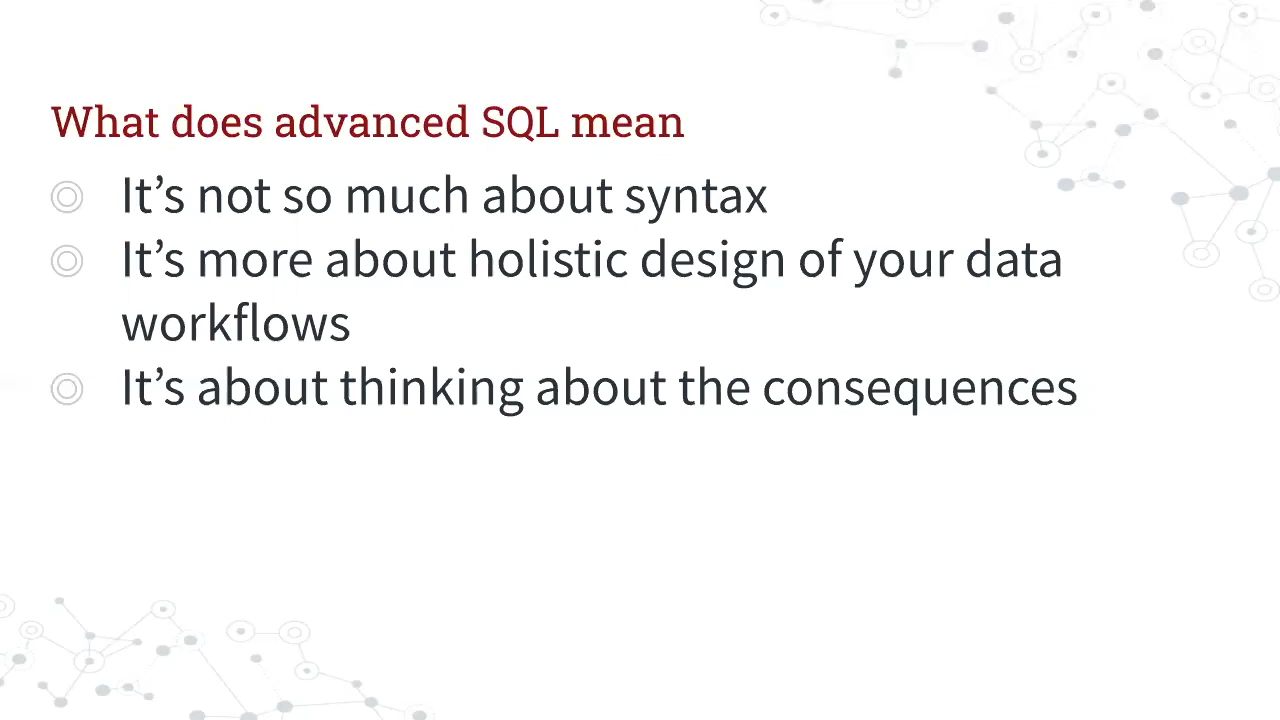 What does advanced SQL mean
It’s not so much about syntax
It’s more about holistic design of your data
workflows
It’s about thinking about the consequences